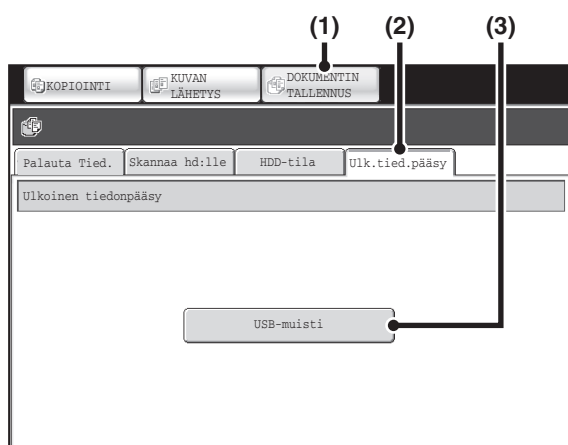 (1) (2) (3)
KOPIOINTI
KUVAN
LÄHETYS
DOKUMENTIN
TALLENNUS
Palauta Tied. Skannaa hd:lle HDD-tila Ulk.tied.pääsy
Ulkoinen tiedonpääsy
USB-muisti